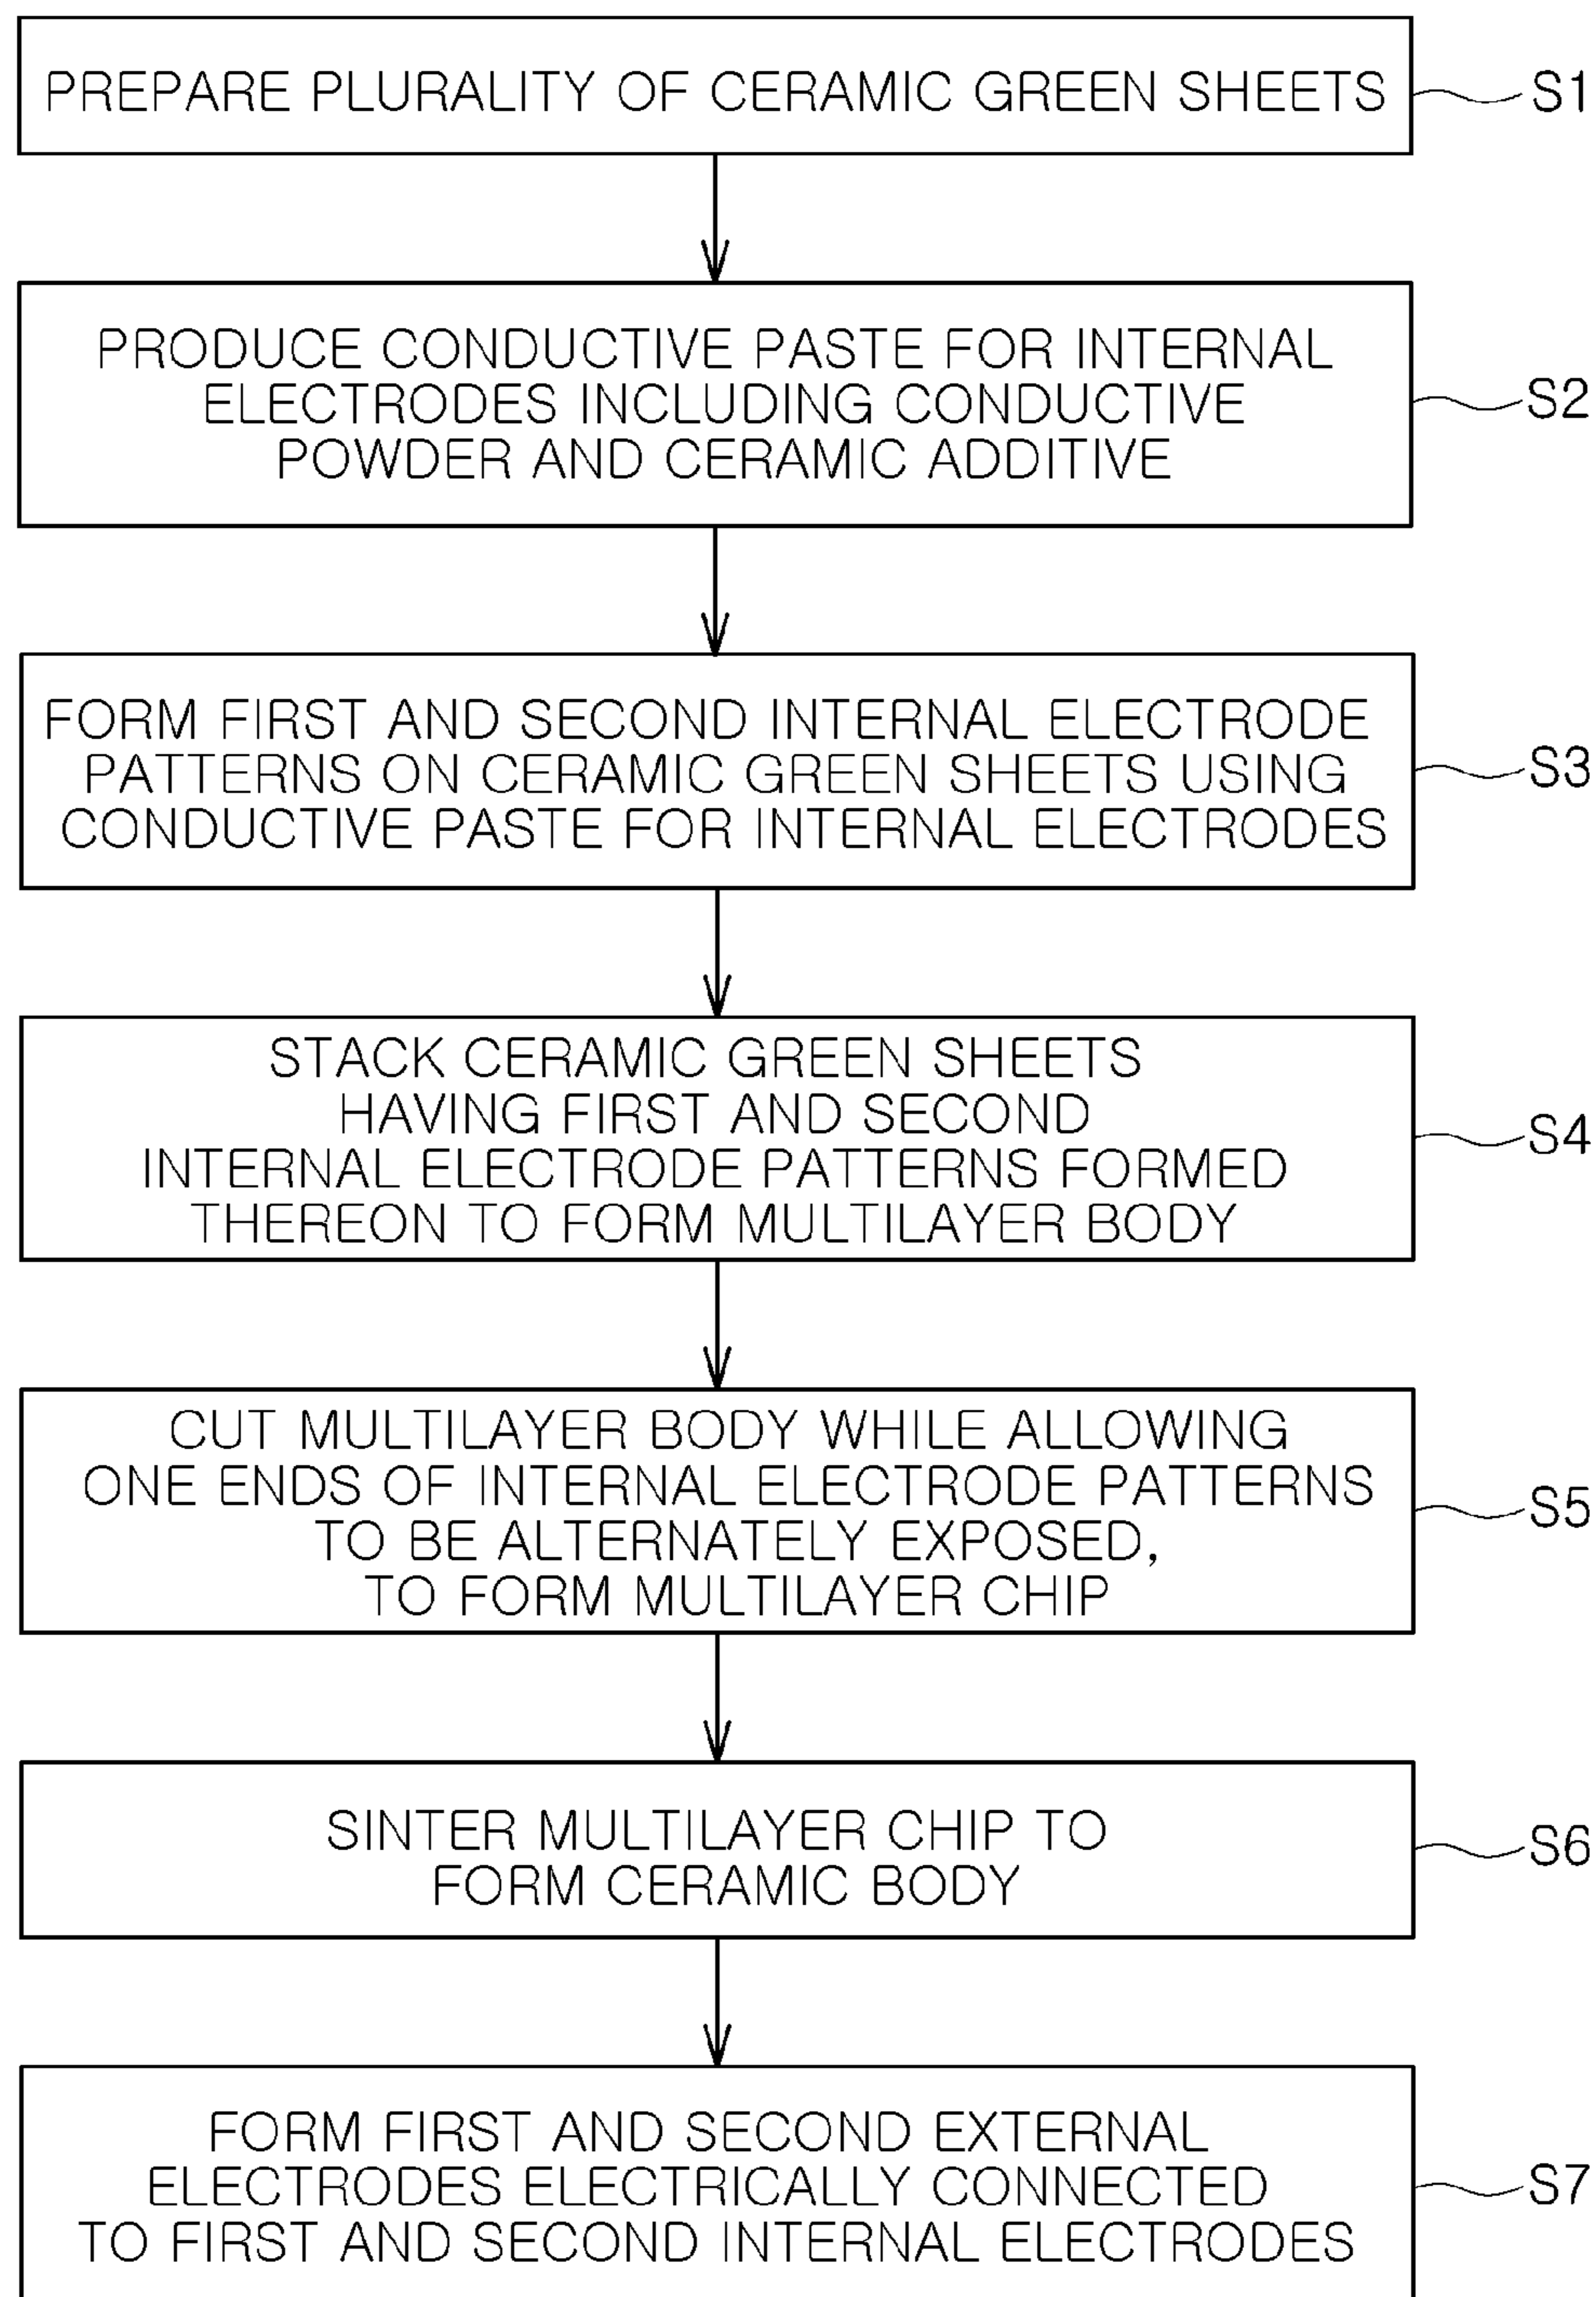 PREPARE PLURALITY OF CERAMIC GREEN SHEETS
S1
PRODUCE CONDUCTIVE PASTE FOR INTERNAL
ELECTRODES INCLUDING CONDUCTIVE
POWDER AND CERAMIC ADDITIVE
S2
FORM FIRST AND SECOND INTERNAL ELECTRODE
PATTERNS ON CERAMIC GREEN SHEETS USING
CONDUCTIVE PASTE FOR INTERNAL ELECTRODES
S3
STACK CERAMIC GREEN SHEETS
HAVING FIRST AND SECOND
INTERNAL ELECTRODE PATTERNS FORMED
THEREON TO FORM MULTILAYER BODY
S4
CUT MULTILAYER BODY WHILE ALLOWING
ONE ENDS OF INTERNAL ELECTRODE PATTERNS
TO BE ALTERNATELY EXPOSED,
TO FORM MULTILAYER CHIP
S5
SINTER MULTILAYER CHIP TO
FORM CERAMIC BODY
S6
FORM FIRST AND SECOND EXTERNAL
ELECTRODES ELECTRICALLY CONNECTED
TO FIRST AND SECOND INTERNAL ELECTRODES
S7